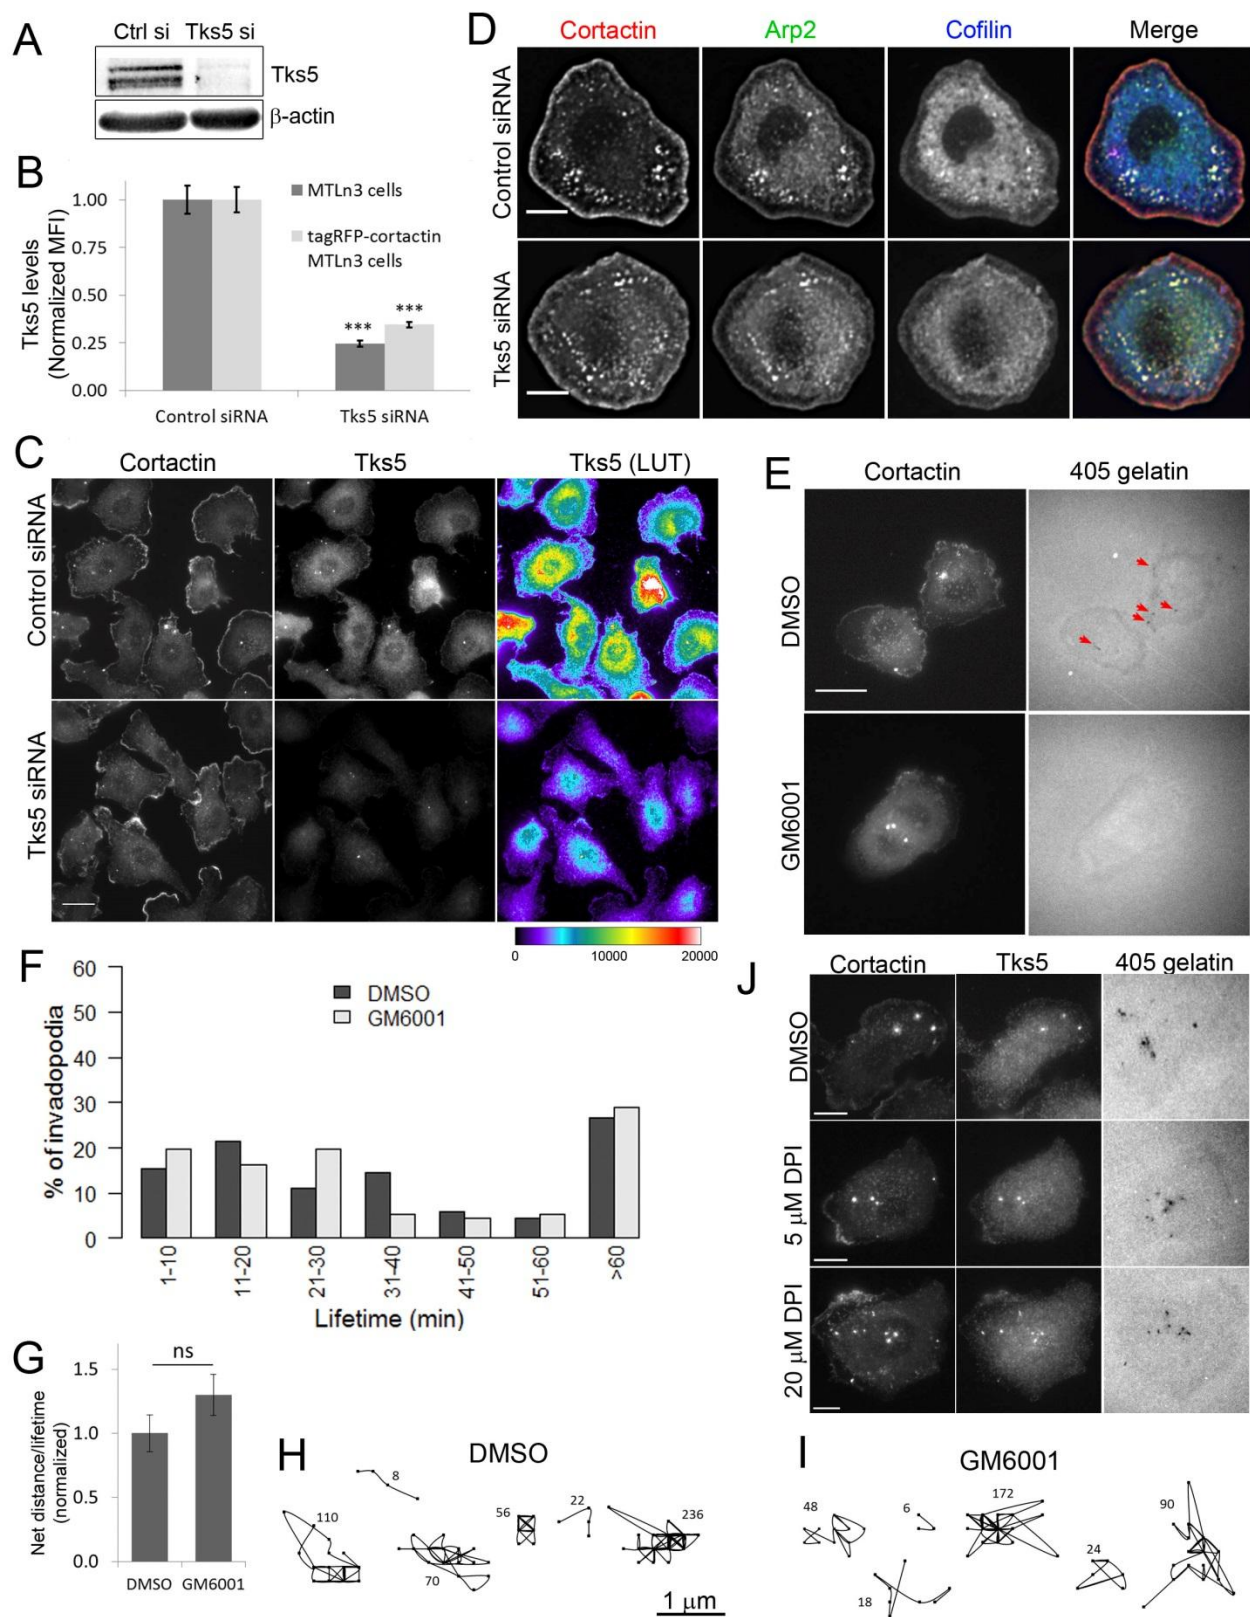 A
Ctrl si Tks5 si
Tks5
β-actin
B
Tks5 levels
(Normalized MFI)
1.00
0.75
0.50
0.25
0.00
MTLn3 cells
tagRFP-cortactin
MTLn3 cells
*** ***
Control siRNA Tks5 siRNA
C
Cortactin Tks5 Tks5 (LUT)
Control siRNA
Tks5 siRNA
0 10000 20000
D
Cortactin Arp2 Cofilin Merge
Control siRNA
Tks5 siRNA
E
Cortactin 405 gelatin
DMSO
GM6001
F
% of invadopodia
60
50
40
30
20
10
0
DMSO
GM6001
1-10 11-20 21-30 31-40 41-50 51-60 >60
Lifetime (min)
G
Net distance/lifetime
(normalized)
1.5
1.0
0.5
0.0
ns
DMSO GM6001
H
DMSO
8
110
70
56
22
236
1 μm
I
GM6001
48
6
172
90
18
24
J
Cortactin Tks5 405 gelatin
DMSO
5 μM DPI
20 μM DPI